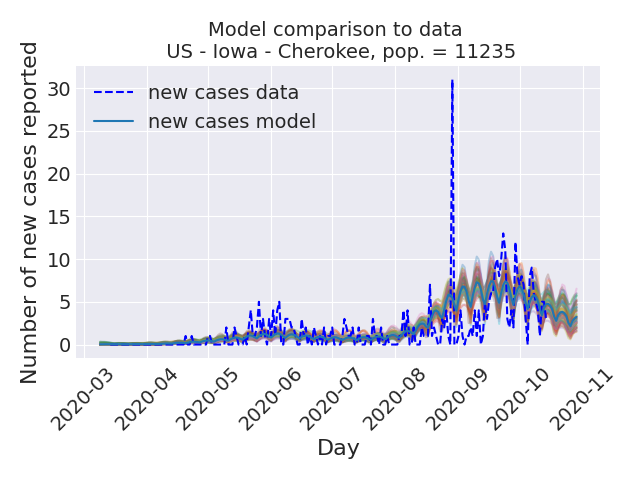 Model comparison to data
US - Iowa - Cherokee, pop. = 11235
Number of new cases reported
30
25
20
15
10
5
0
new cases data
new cases model
2020-03
2020-04
2020-05
2020-06
2020-07
2020-08
2020-09
2020-10
2020-11
Day